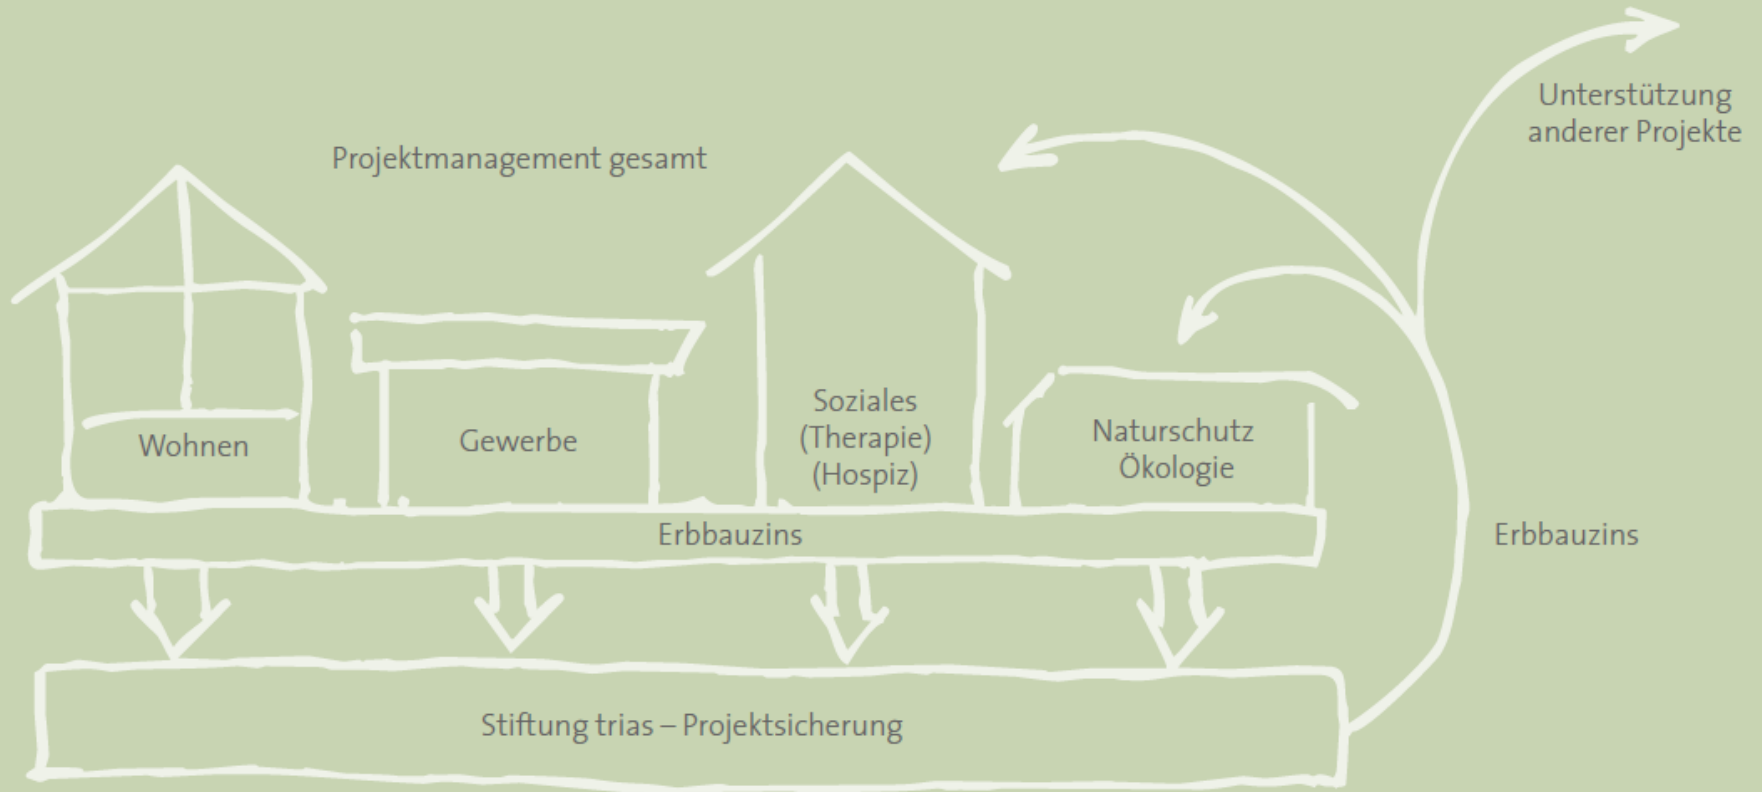 Unterstützung
anderer Projekte
Projektmanagement gesamt
Wohnen
Gewerbe
Soziales
(Therapie)
(Hospiz)
Naturschutz
Ökologie
Erbbauzins
Erbbauzins
Stiftung trias – Projektsicherung